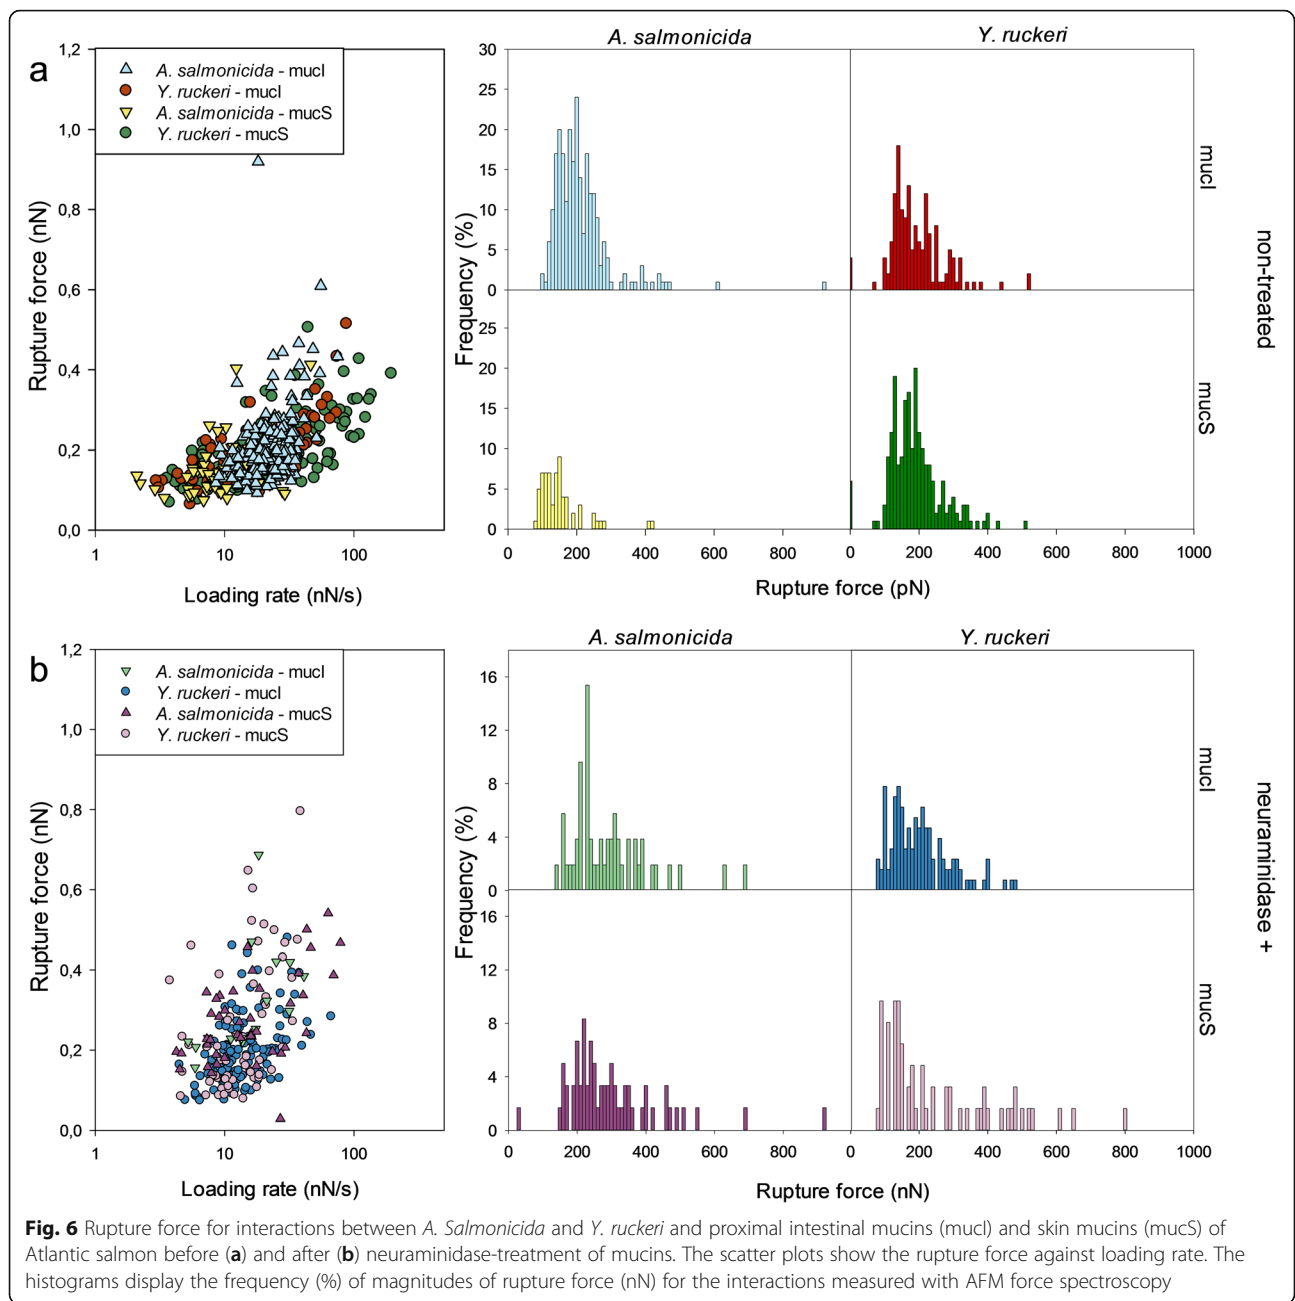 a
1,2
1,0
0,8
0,6
0,4
0,2
0,0
Rupture force (nN)
A. salmonicida - mucI
Y. ruckeri - mucI
A. salmonicida - mucS
Y. ruckeri - mucS
1 10 100
Loading rate (nN/s)
A. salmonicida Y. ruckeri
30
25
20
15
10
5
0
25
20
15
10
5
0
Frequency (%)
mucI
mucS
non-treated
0 200 400 600 800 0 200 400 600 800 1000
Rupture force (pN)
b
1,2
1,0
0,8
0,6
0,4
0,2
0,0
Rupture force (nN)
A. salmonicida - mucI
Y. ruckeri - mucI
A. salmonicida - mucS
Y. ruckeri - mucS
1 10 100
Loading rate (nN/s)
A. salmonicida Y. ruckeri
16
12
8
4
0
16
12
8
4
0
Frequency (%)
mucI
mucS
neuraminidase +
0 200 400 600 800 0 200 400 600 800 1000
Rupture force (nN)
Fig. 6 Rupture force for interactions between A. Salmonicida and Y. ruckeri and proximal intestinal mucins (mucI) and skin mucins (mucS) of
Atlantic salmon before (a) and after (b) neuraminidase-treatment of mucins. The scatter plots show the rupture force against loading rate. The
histograms display the frequency (%) of magnitudes of rupture force (nN) for the interactions measured with AFM force spectroscopy